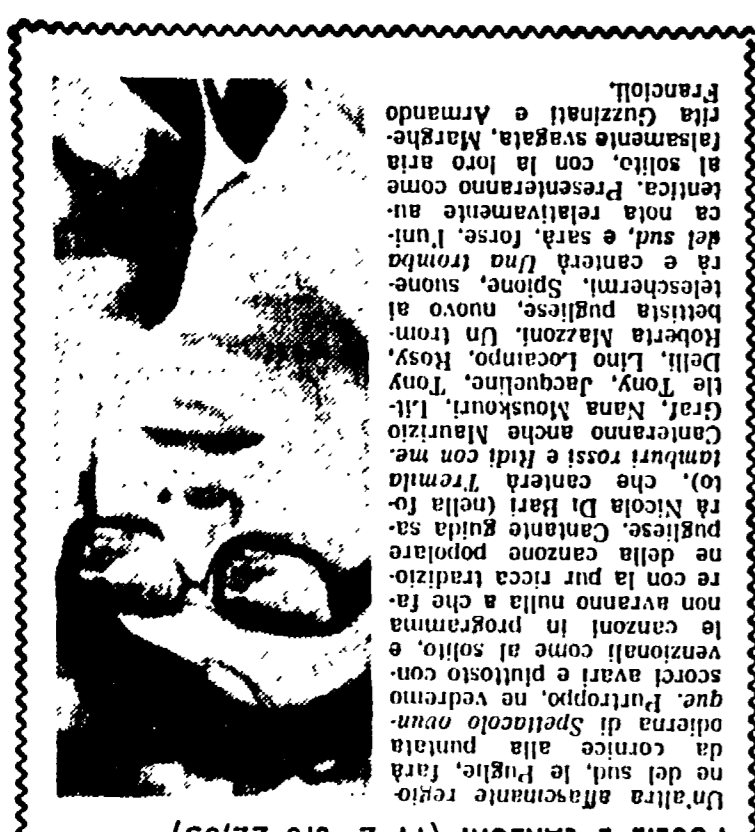 PUGLIE E CANZONI (TV 2° ore 22,05)
Un'altra affascinante regio-
ne del sud, le Puglie, farà
da cornice alla puntata
odierna di Spettacolo ovun-
que. Purtroppo, ne vedremo
scorci avari e piuttosto con-
venzionali come al solito, e
le canzoni in programma
non avranno nulla a che fa-
re con la pur ricca tradizio-
ne della canzone popolare
pugliese. Cantante guida sa-
rà Nicola Di Bari (nella fo-
to), che canterà Tremila
tamburi rossi e Ridi con me.
Canteranno anche Maurizio
Graf, Nana Mouskouri, Lit-
tle Tony, Jacqueline, Tony
Delli, Lino Locampo, Rosy,
Roberta Mazzoni. Un trom-
bettista pugliese, nuovo ai
teleschermi, Spione, suone-
rà e canterà Una tromba
del sud, e sarà, forse, l'uni-
ca nota relativamente au-
tentica. Presenteranno come
al solito, con la loro aria
falsamente svagata, Marghe-
rita Guzzinati e Armando
Francioli.